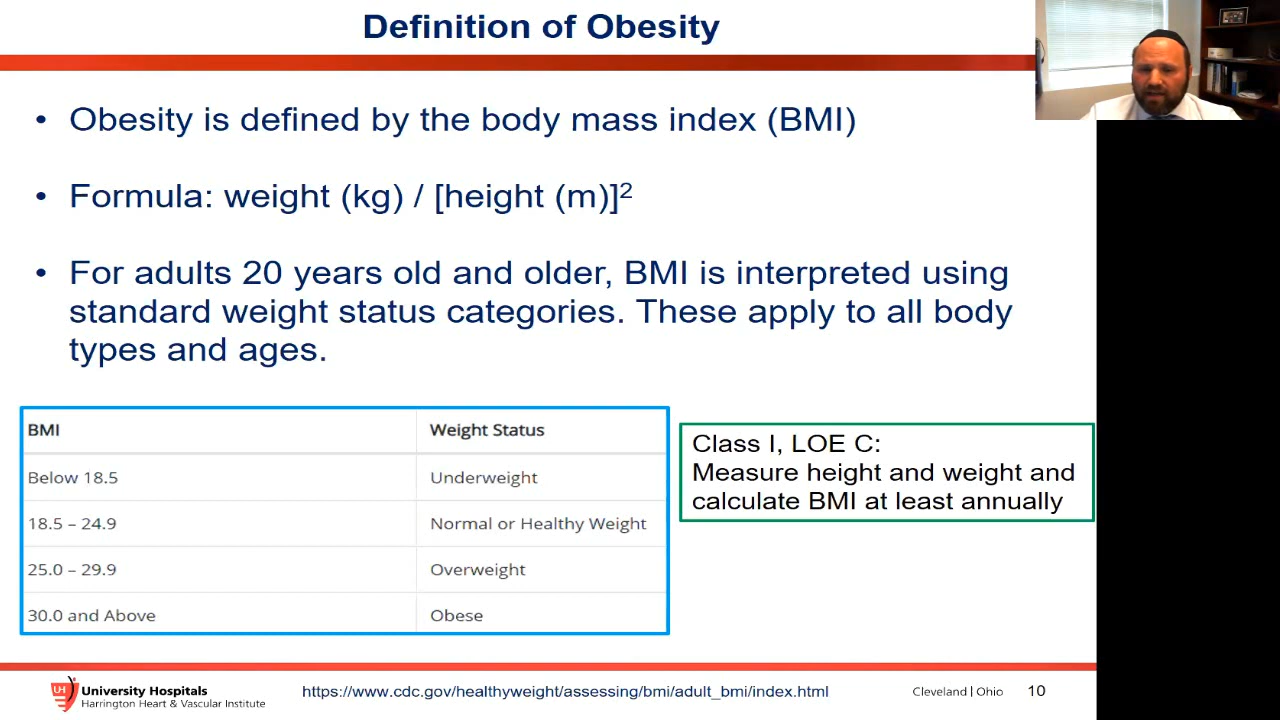 Definition of Obesity
• Obesity is defined by the body mass index (BMI)
• Formula: weight (kg) / [height (m)]²
• For adults 20 years old and older, BMI is interpreted using
standard weight status categories. These apply to all body
types and ages.
BMI Weight Status
Below 18.5 Underweight
18.5 – 24.9 Normal or Healthy Weight
25.0 – 29.9 Overweight
30.0 and Above Obese
Class I, LOE C:
Measure height and weight and
calculate BMI at least annually
UH University Hospitals
Harrington Heart & Vascular Institute
https://www.cdc.gov/healthyweight/assessing/bmi/adult_bmi/index.html
Cleveland | Ohio 10